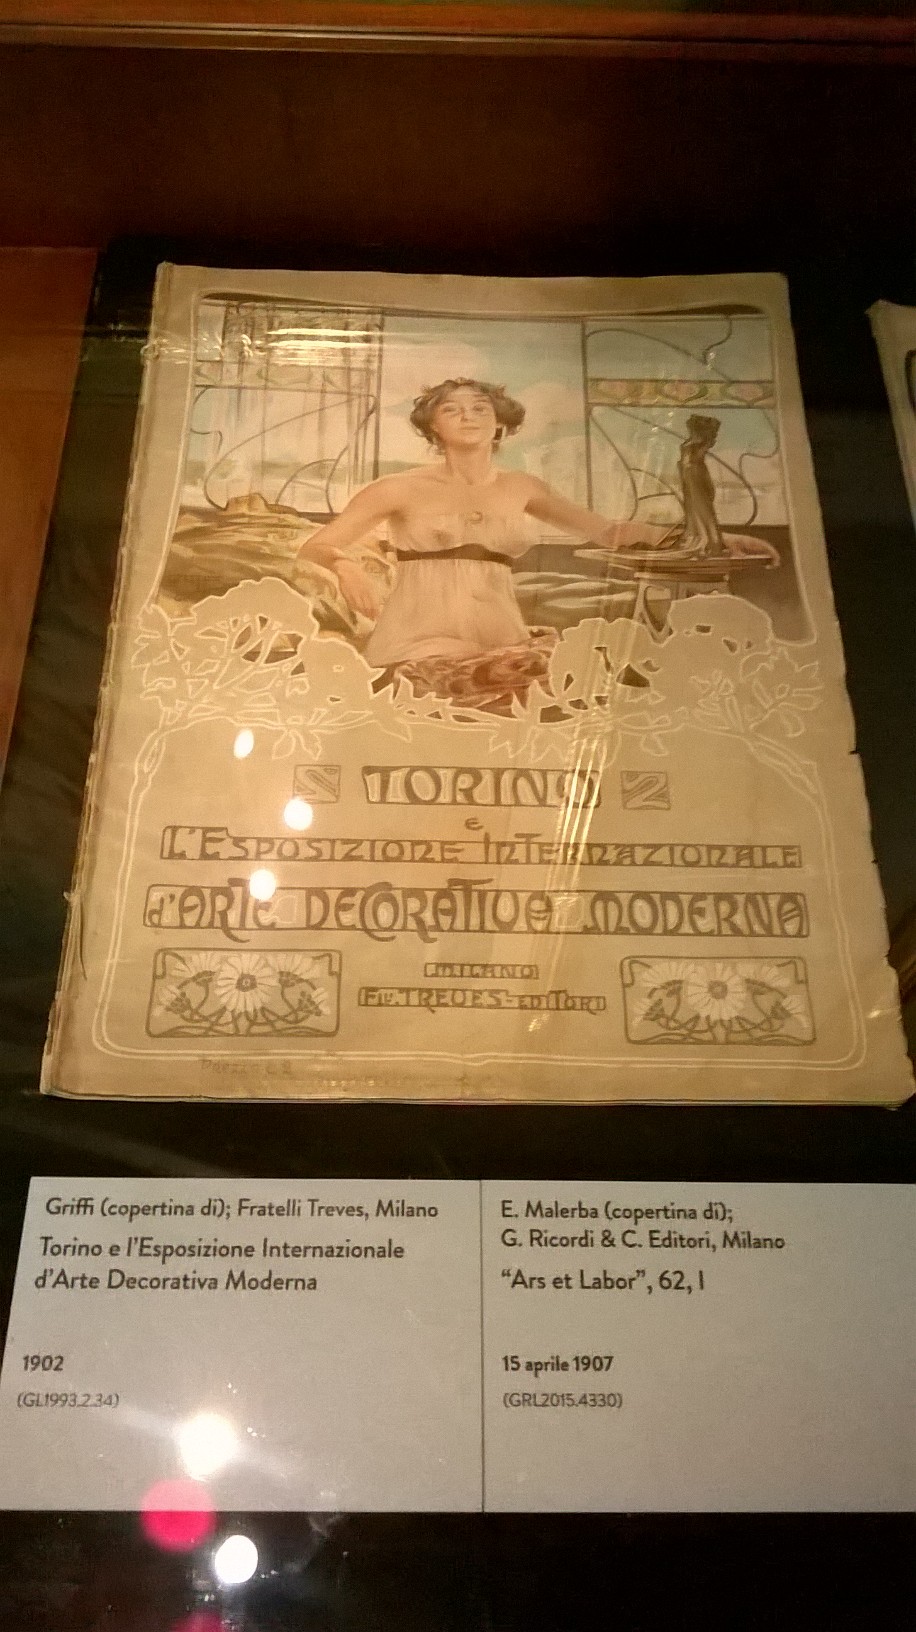 TORINO
E
L'ESPOSIZIONE INTERNAZIONALE
d'ARTE DECORATIVA MODERNA
MILANO
FLLI TREVES-EDITORI
Griffi (copertina di); Fratelli Treves, Milano
Torino e l'Esposizione Internazionale
d'Arte Decorativa Moderna
1902
(GL1993.2.34)
E. Malerba (copertina di);
G. Ricordi & C. Editori, Milano
“Ars et Labor”, 62, I
15 aprile 1907
(GRL2015.4330)